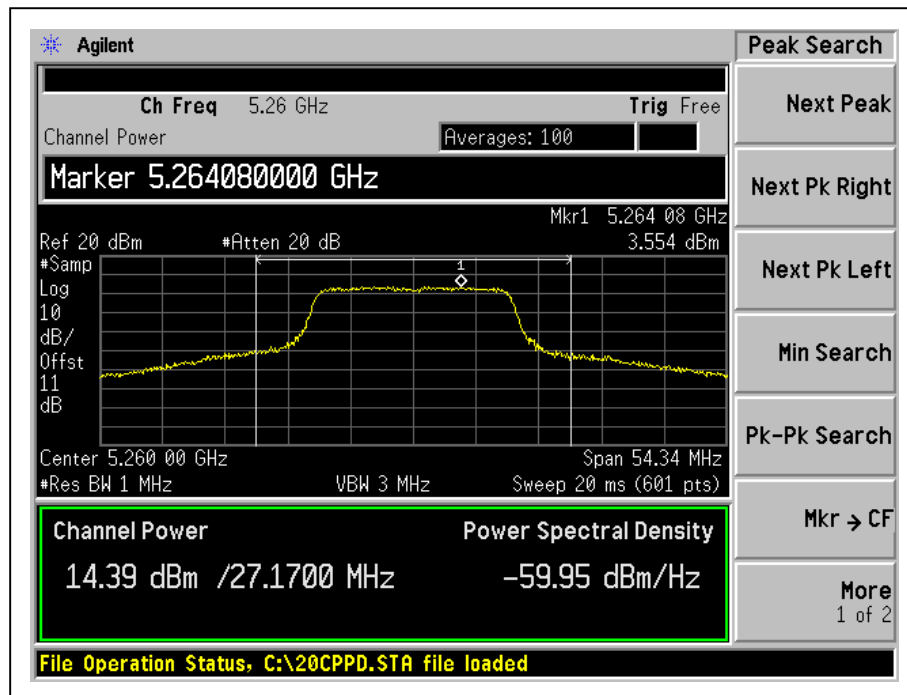 Agilent
Peak Search
Ch Freq 5.26 GHz Trig Free
Channel Power Averages: 100
Marker 5.264080000 GHz
Mkr1 5.264 08 GHz
Ref 20 dBm #Atten 20 dB 3.554 dBm
#Samp
Log
10
dB/
Offst
11
dB
1
Center 5.260 00 GHz Span 54.34 MHz
#Res BW 1 MHz VBW 3 MHz Sweep 20 ms (601 pts)
Channel Power Power Spectral Density
14.39 dBm /27.1700 MHz -59.95 dBm/Hz
File Operation Status, C:\20CPPD.STA file loaded
Next Peak
Next Pk Right
Next Pk Left
Min Search
Pk-Pk Search
Mkr → CF
More
1 of 2